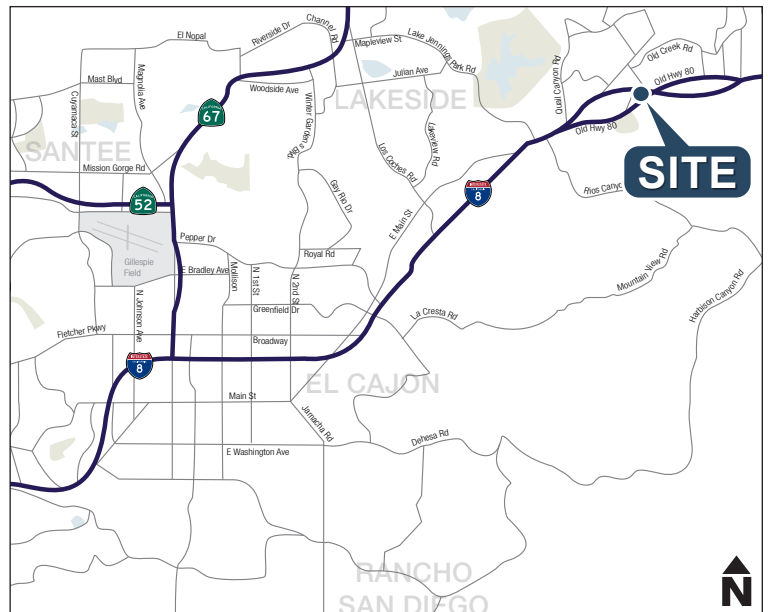 El Nopal
Riverside Dr
Channel Rd
Mapleview St
Lake Jennings Park Rd
Julian Ave
Woodside Ave
Mast Blvd
Magnolia Ave
Cuyamaca St
CALIFORNIA
67
LAKESIDE
Winter Gardens Blvd
Lakeview Rd
Los Coches Rd
Quail Canyon Rd
Old Creek Rd
Old Hwy 80
Old Hwy 80
SITE
SANTEE
Mission Gorge Rd
CALIFORNIA
52
Gay Rio Dr
E Main St
INTERSTATE
8
Rios Canyo
Gillespie
Field
Pepper Dr
E Bradley Ave
Mollison
N 1st St
N 2nd St
Royal Rd
Greenfield Dr
Mountain View Rd
Harbison Canyon Rd
La Cresta Rd
N Johnson Ave
Fletcher Pkwy
Broadway
INTERSTATE
8
EL CAJON
Main St
Jamacha Rd
Dehesa Rd
E Washington Ave
RANCHO
SAN DIEGO
N